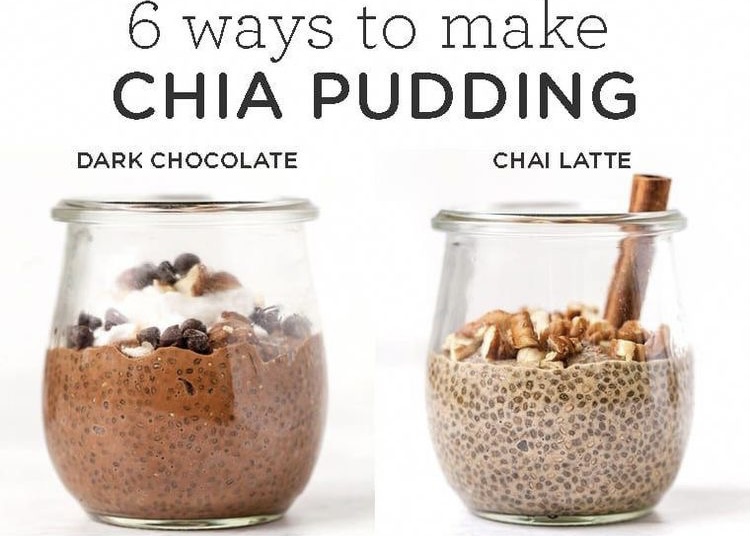 6 ways to make
CHIA PUDDING
DARK CHOCOLATE
CHAI LATTE